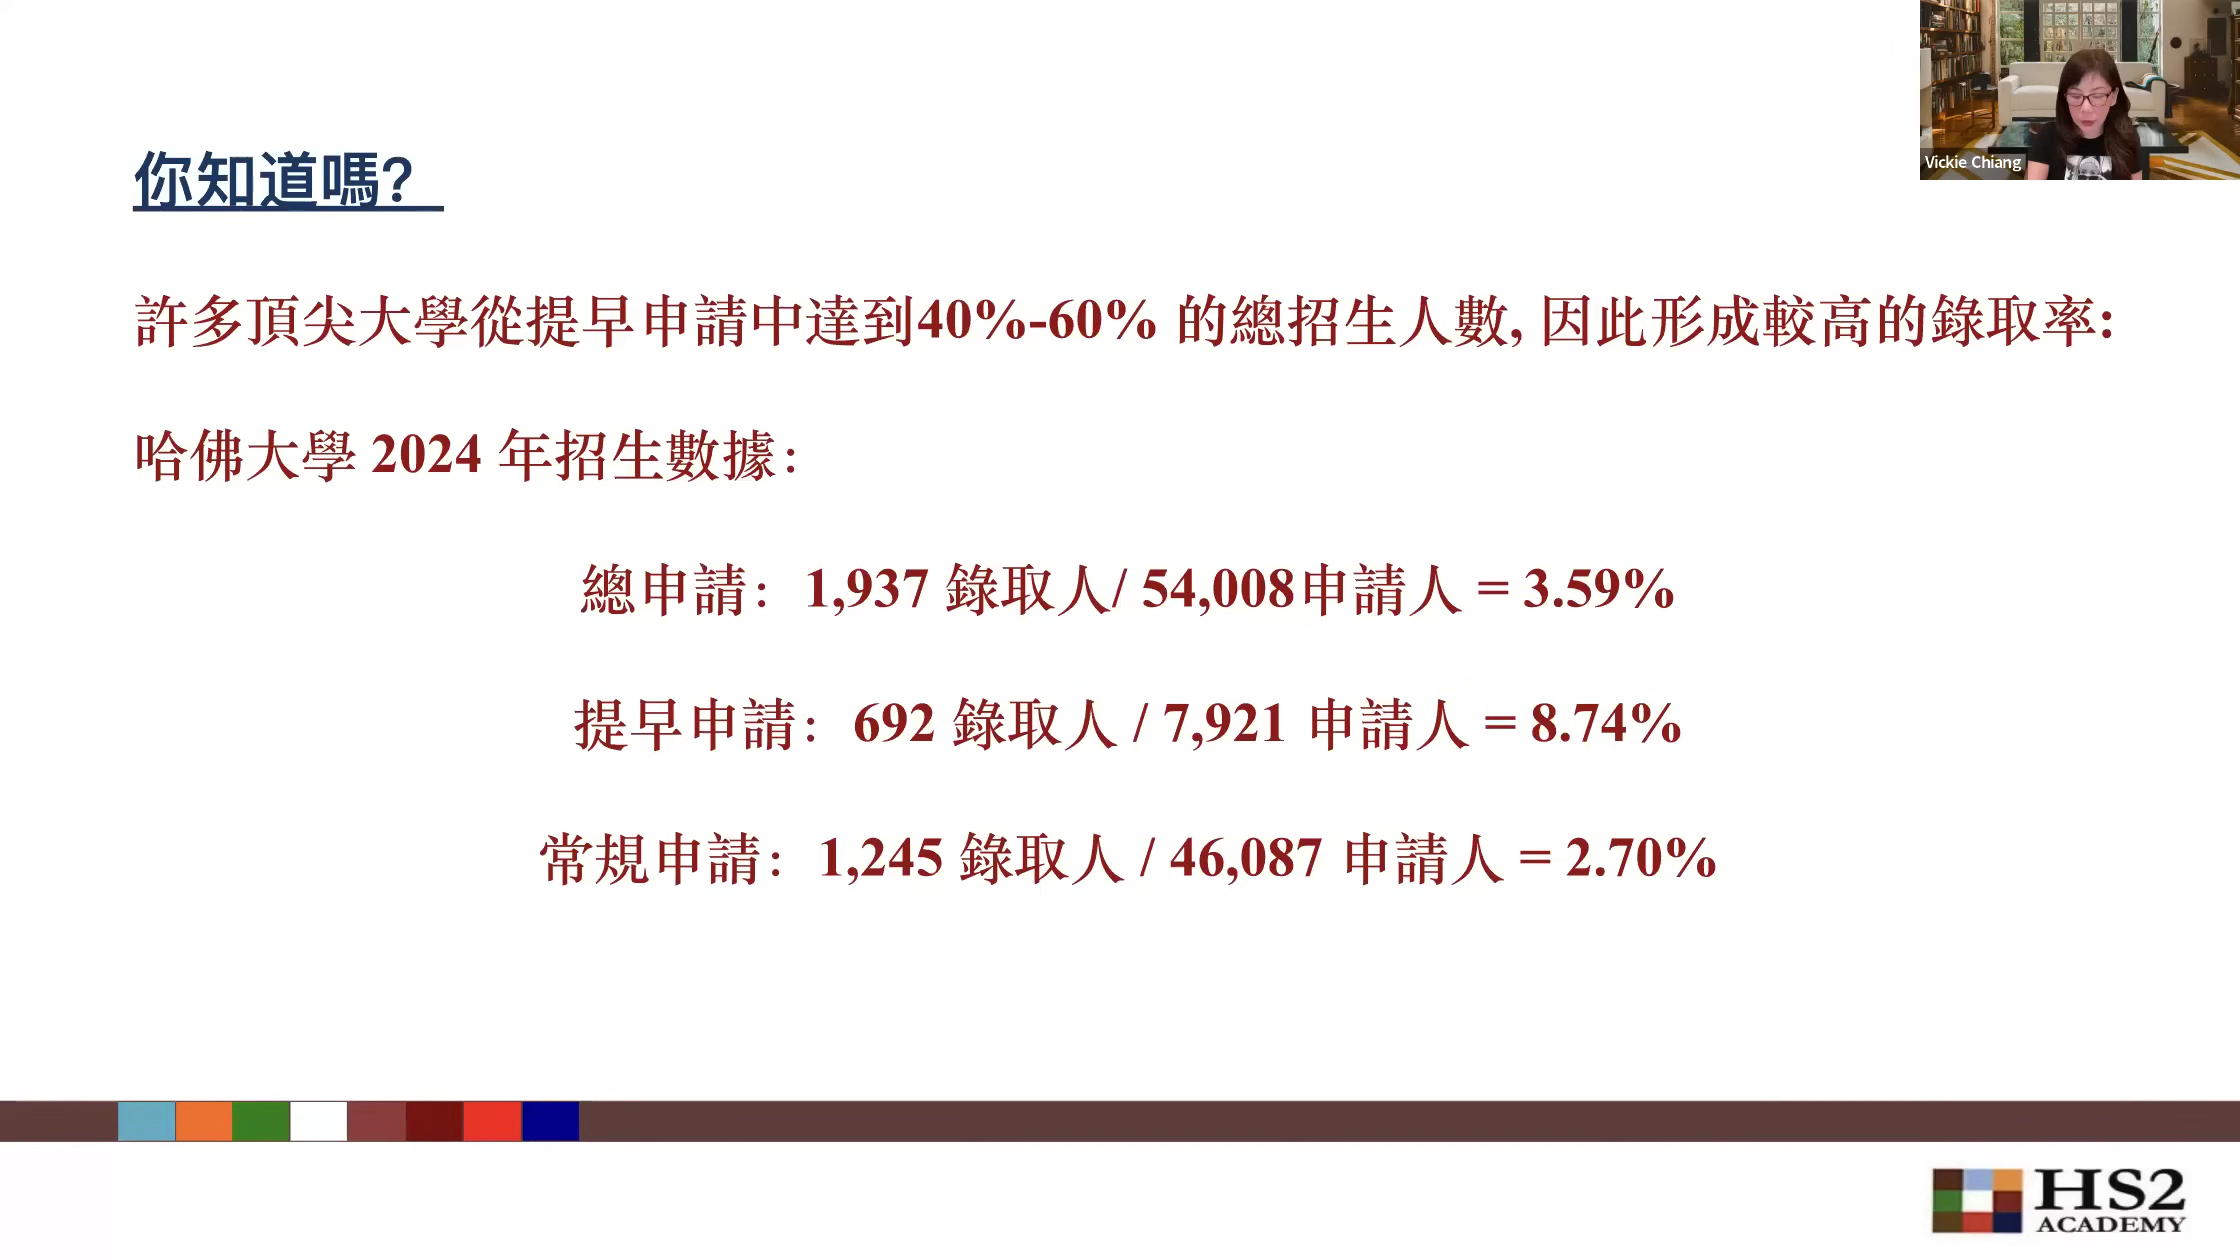 Vickie Chiang
你知道嗎?
許多頂尖大學從提早申請中達到40%-60% 的總招生人數, 因此形成較高的錄取率:
哈佛大學 2024 年招生數據:
總申請: 1,937 錄取人/ 54,008申請人 = 3.59%
提早申請: 692 錄取人 / 7,921 申請人 = 8.74%
常規申請: 1,245 錄取人 / 46,087 申請人 = 2.70%
HS2
ACADEMY